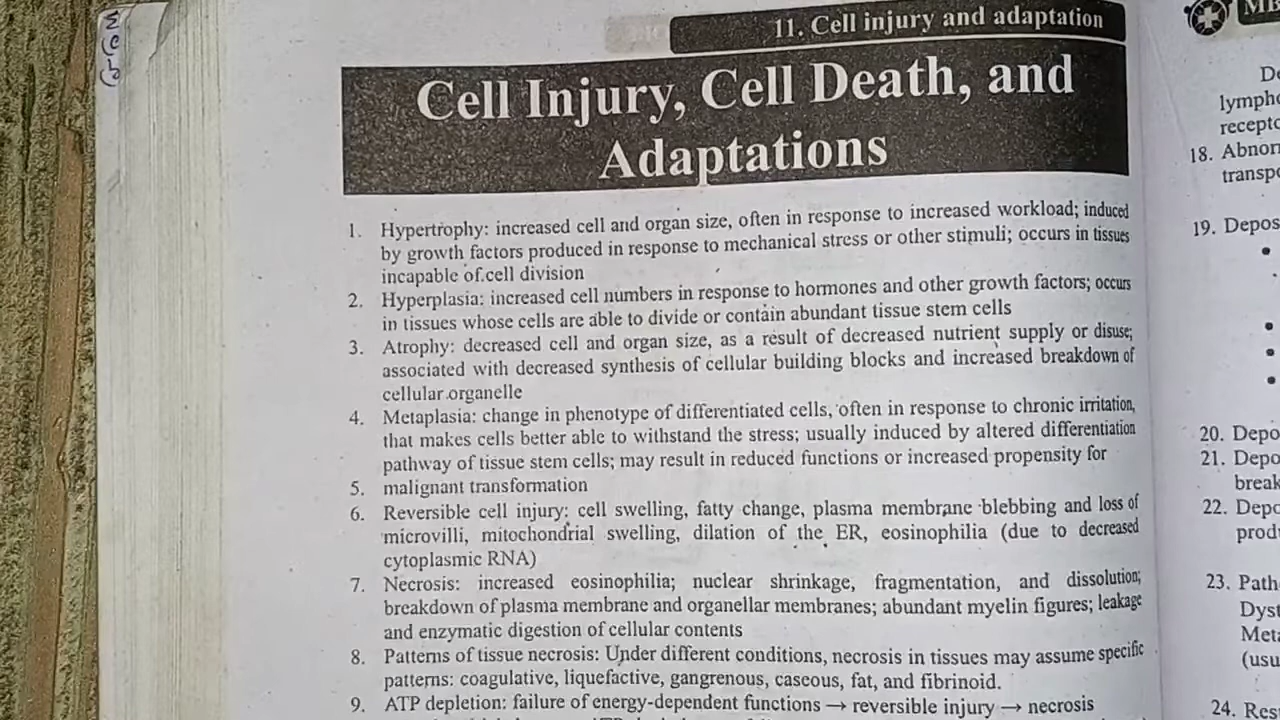 11. Cell injury and adaptation
Cell Injury, Cell Death, and
Adaptations
1. Hypertrophy: increased cell and organ size, often in response to increased workload; induced
by growth factors produced in response to mechanical stress or other stimuli; occurs in tissues
incapable of cell division
2. Hyperplasia: increased cell numbers in response to hormones and other growth factors; occurs
in tissues whose cells are able to divide or contain abundant tissue stem cells
3. Atrophy: decreased cell and organ size, as a result of decreased nutrient supply or disuse;
associated with decreased synthesis of cellular building blocks and increased breakdown of
cellular organelle
4. Metaplasia: change in phenotype of differentiated cells, often in response to chronic irritation,
that makes cells better able to withstand the stress; usually induced by altered differentiation
pathway of tissue stem cells; may result in reduced functions or increased propensity for
5. malignant transformation
6. Reversible cell injury: cell swelling, fatty change, plasma membrane blebbing and loss of
microvilli, mitochondrial swelling, dilation of the ER, eosinophilia (due to decreased
cytoplasmic RNA)
7. Necrosis: increased eosinophilia; nuclear shrinkage, fragmentation, and dissolution;
breakdown of plasma membrane and organellar membranes; abundant myelin figures; leakage
and enzymatic digestion of cellular contents
8. Patterns of tissue necrosis: Under different conditions, necrosis in tissues may assume specific
patterns: coagulative, liquefactive, gangrenous, caseous, fat, and fibrinoid.
9. ATP depletion: failure of energy-dependent functions → reversible injury → necrosis
MB
De
lympho
recepto
18. Abnor
transpo
19. Depos
20. Depo
21. Depo
break
22. Depo
prod
23. Path
Dyst
Meta
(usu
24. Res